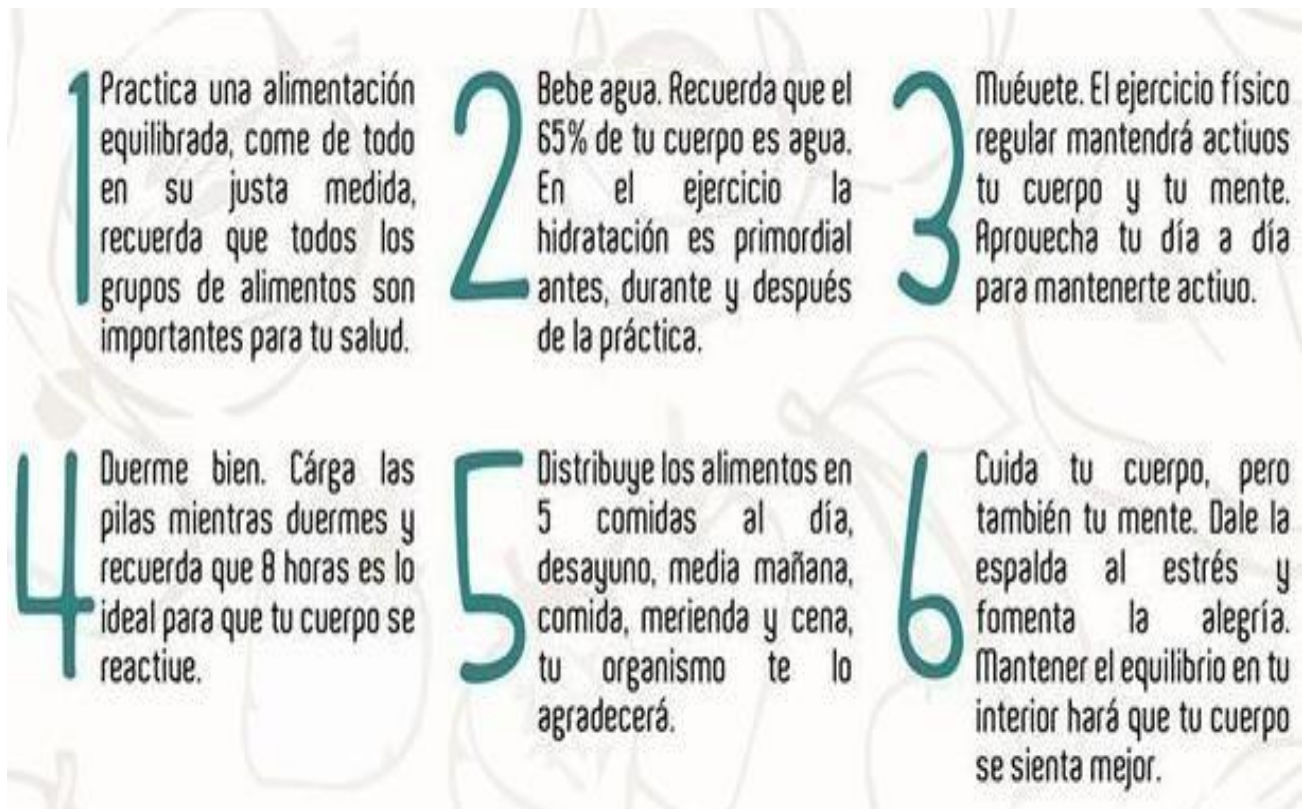 1
Practica una alimentación
equilibrada, come de todo
en su justa medida,
recuerda que todos los
grupos de alimentos son
importantes para tu salud.
2
Bebe agua. Recuerda que el
65% de tu cuerpo es agua.
En el ejercicio la
hidratación es primordial
antes, durante y después
de la práctica.
3
Muévete. El ejercicio físico
regular mantendrá activos
tu cuerpo y tu mente.
Aprovecha tu día a día
para mantenerte activo.
4
Duerme bien. Cárga las
pilas mientras duermes y
recuerda que 8 horas es lo
ideal para que tu cuerpo se
reactive.
5
Distribuye los alimentos en
5 comidas al día,
desayuno, media mañana,
comida, merienda y cena,
tu organismo te lo
agradecerá.
6
Cuida tu cuerpo, pero
también tu mente. Dale la
espalda al estrés y
fomenta la alegría.
Mantener el equilibrio en tu
interior hará que tu cuerpo
se sienta mejor.